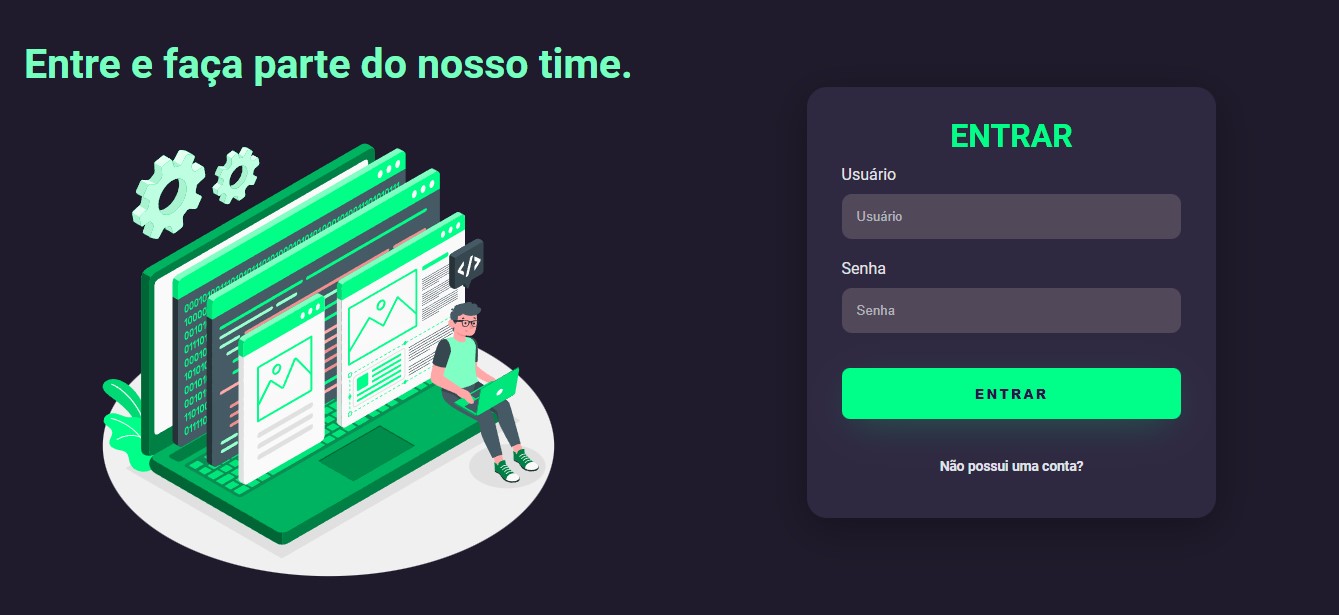 Entre e faça parte do nosso time.
ENTRAR
Usuário
Usuário
Senha
Senha
ENTRAR
Não possui uma conta?
</>